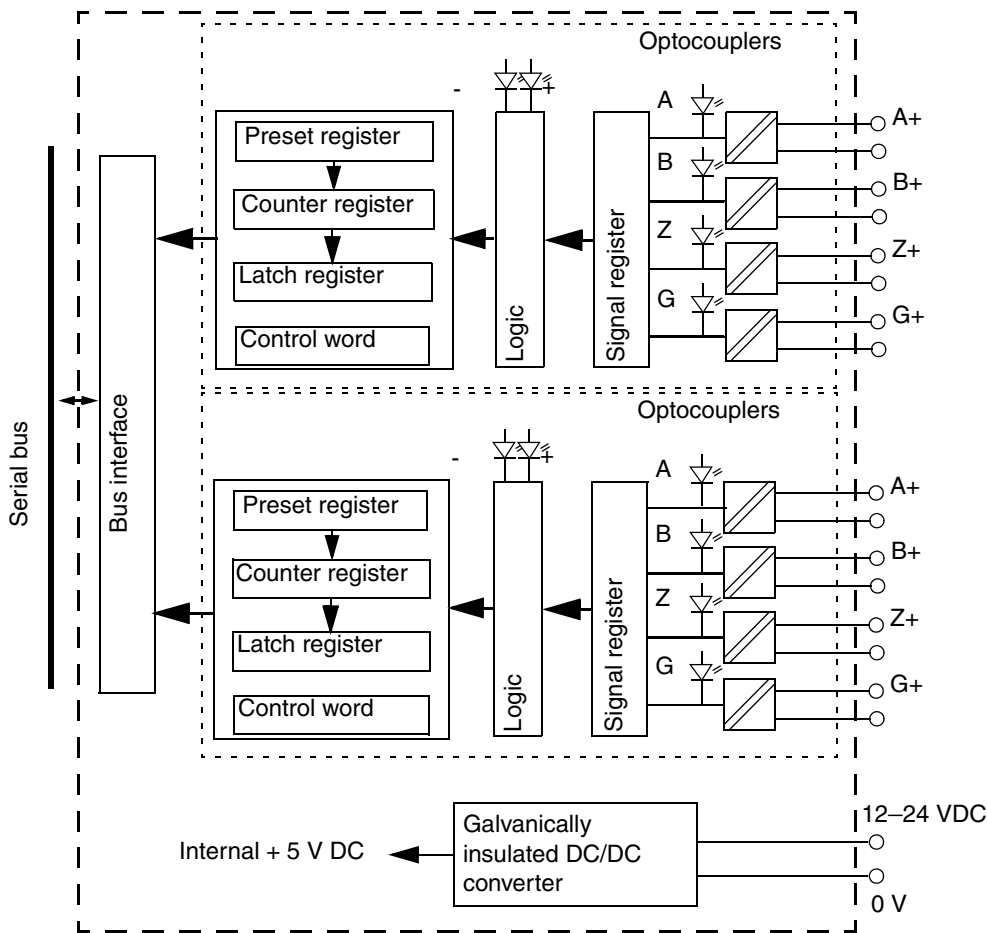 Optocouplers
-
+
A
A+
Preset register
B
B+
Counter register
Z
Z+
Latch register
G
G+
Control word
Logic
Signal register
Optocouplers
-
+
A
A+
Preset register
B
B+
Counter register
Z
Z+
Latch register
G
G+
Control word
Logic
Signal register
Serial bus
Bus interface
12–24 VDC
Galvanically
insulated DC/DC
converter
Internal + 5 V DC
0 V